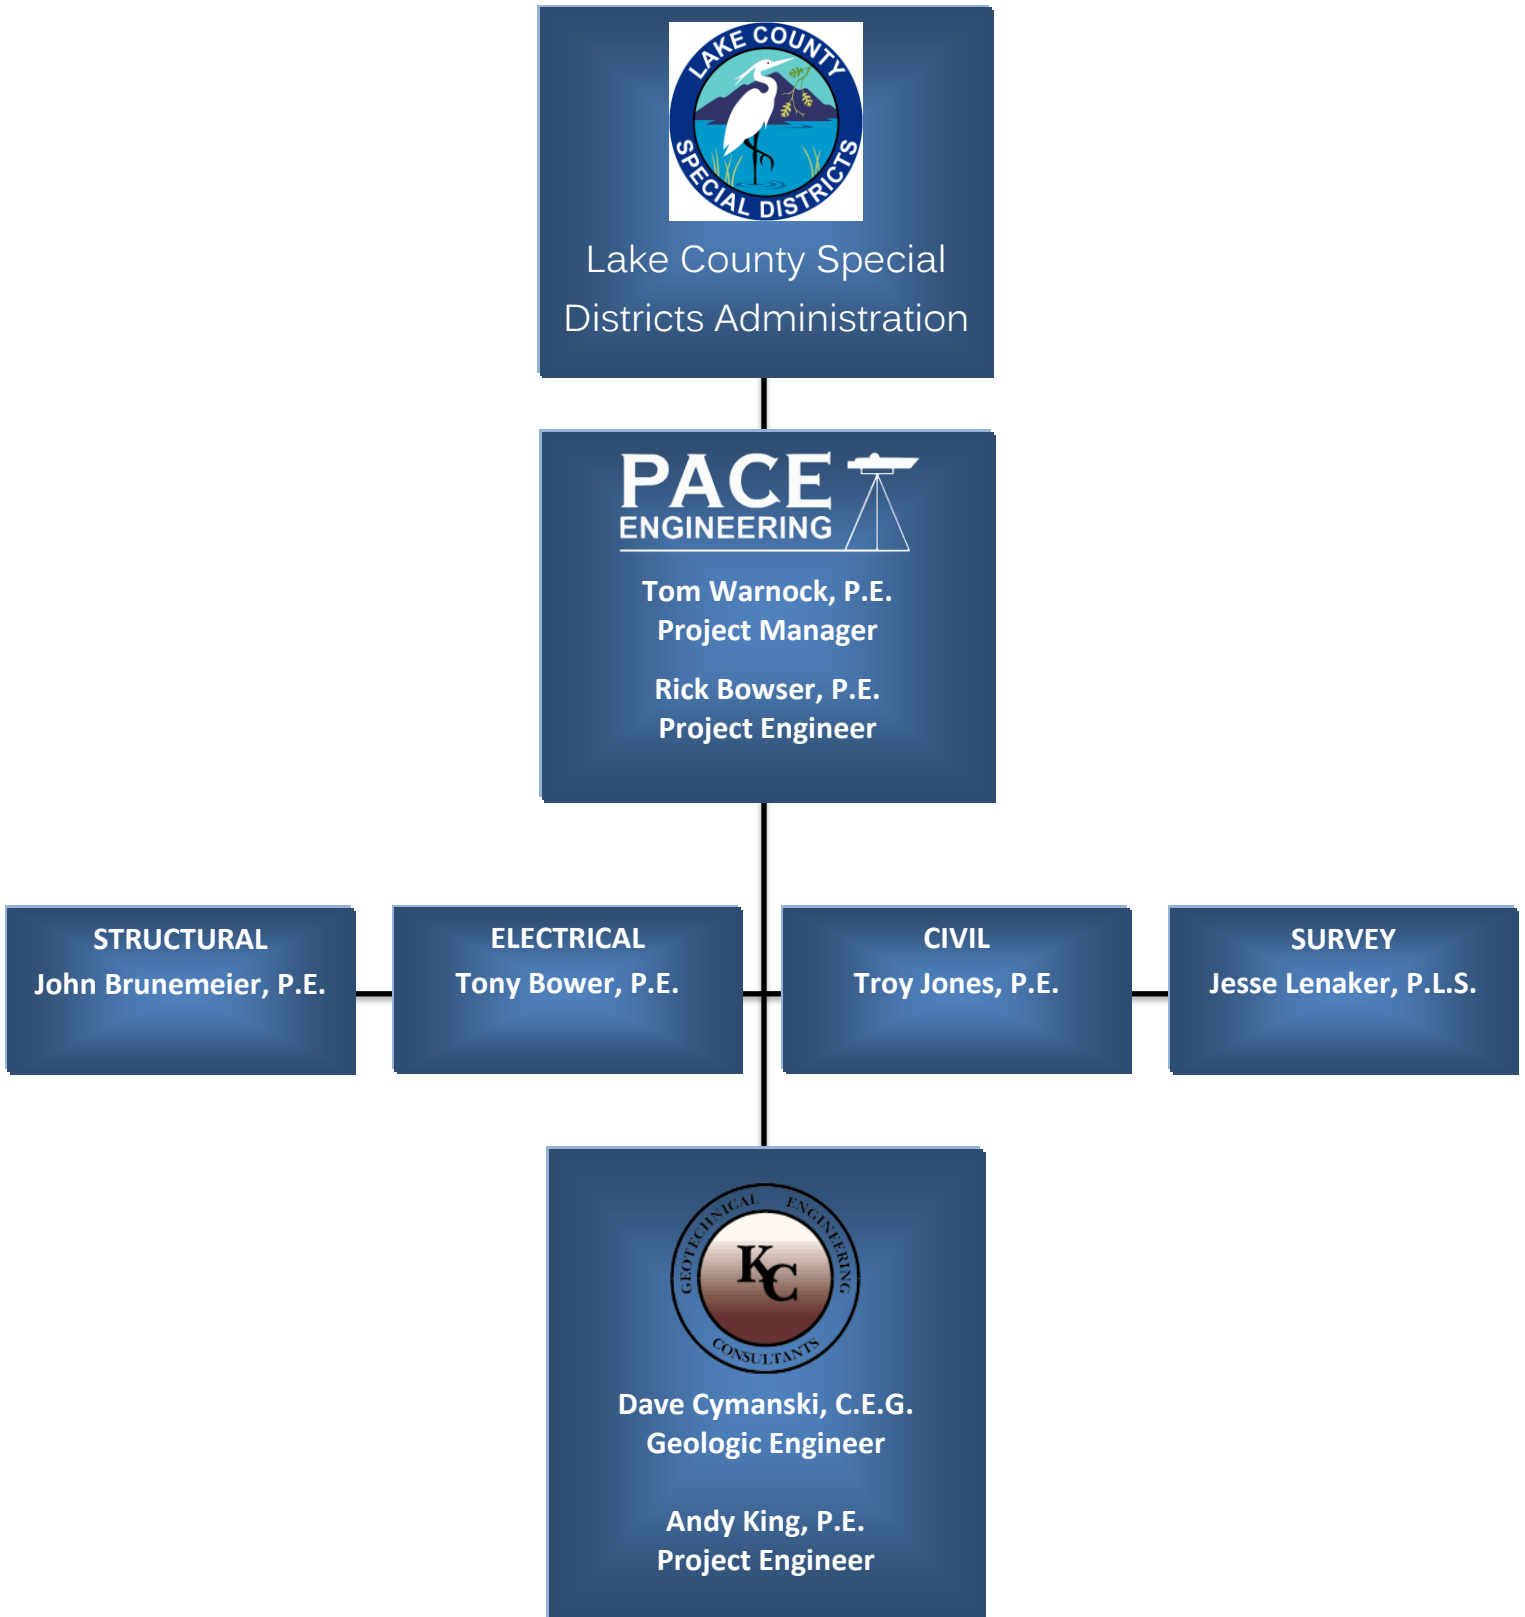 LAKE COUNTY
SPECIAL DISTRICTS
Lake County Special
Districts Administration
PACE
ENGINEERING
Tom Warnock, P.E.
Project Manager
Rick Bowser, P.E.
Project Engineer
STRUCTURAL
John Brunemeier, P.E.
ELECTRICAL
Tony Bower, P.E.
CIVIL
Troy Jones, P.E.
SURVEY
Jesse Lenaker, P.L.S.
GEOTECHNICAL ENGINEERING
KC
CONSULTANTS
Dave Cymanski, C.E.G.
Geologic Engineer
Andy King, P.E.
Project Engineer